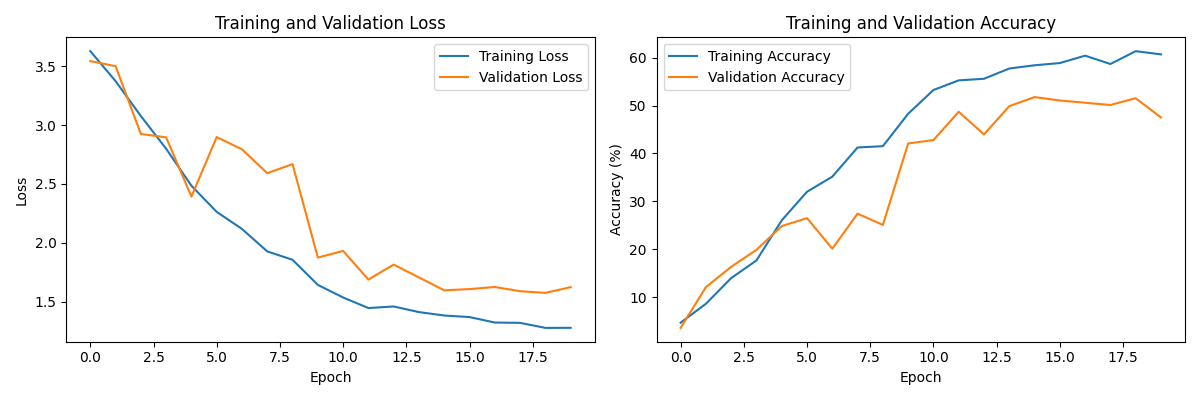 Training and Validation Loss
Training Loss
Validation Loss
3.5
3.0
2.5
2.0
1.5
Loss
0.0 2.5 5.0 7.5 10.0 12.5 15.0 17.5
Epoch
Training and Validation Accuracy
Training Accuracy
Validation Accuracy
60
50
40
30
20
10
Accuracy (%)
0.0 2.5 5.0 7.5 10.0 12.5 15.0 17.5
Epoch